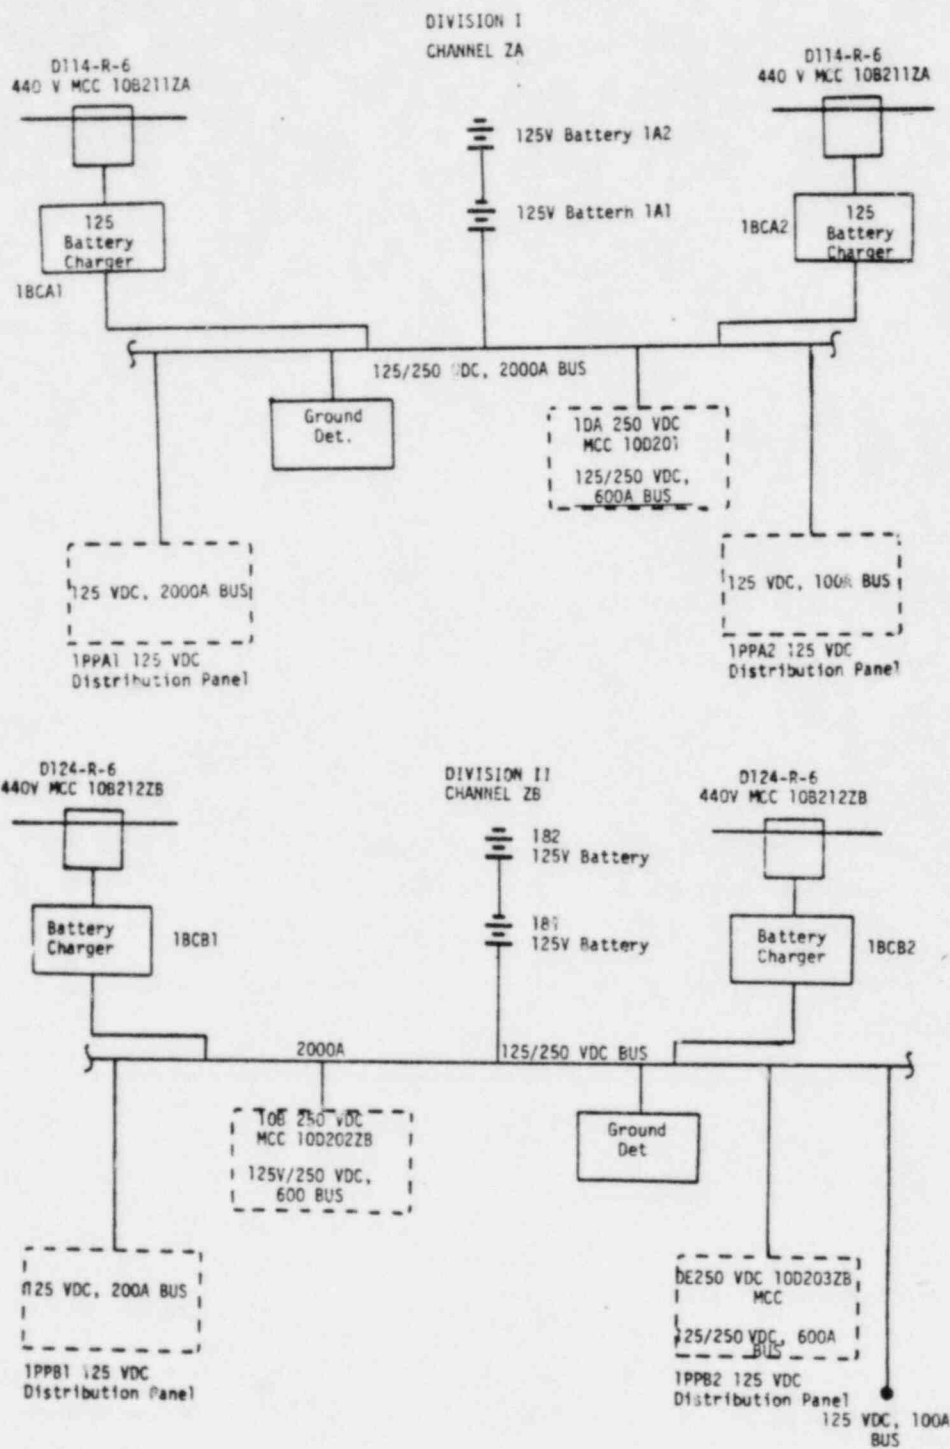 DIVISION I
CHANNEL ZA
D114-R-6
440 V MCC 10B211ZA
D114-R-6
440 V MCC 10B211ZA
125V Battery 1A2
125V Battern 1A1
125
Battery
Charger
1BCA1
1BCA2
125
Battery
Charger
125/250 VDC, 2000A BUS
Ground
Det.
1DA 250 VDC
MCC 10D201
125/250 VDC,
600A BUS
125 VDC, 2000A BUS
125 VDC, 100A BUS
1PPA1 125 VDC
Distribution Panel
1PPA2 125 VDC
Distribution Panel
D124-R-6
440V MCC 10B212ZB
DIVISION II
CHANNEL ZB
D124-R-6
440V MCC 10B212ZB
1B2
125V Battery
1B1
125V Battery
Battery
Charger
1BCB1
Battery
Charger
1BCB2
2000A
125/250 VDC BUS
10B 250 VDC
MCC 10D202ZB
125V/250 VDC,
600 BUS
Ground
Det
125 VDC, 200A BUS
DE250 VDC 10D203ZB
MCC
125/250 VDC, 600A
BUS
1PPB1 125 VDC
Distribution Panel
1PPB2 125 VDC
Distribution Panel
125 VDC, 100A
BUS